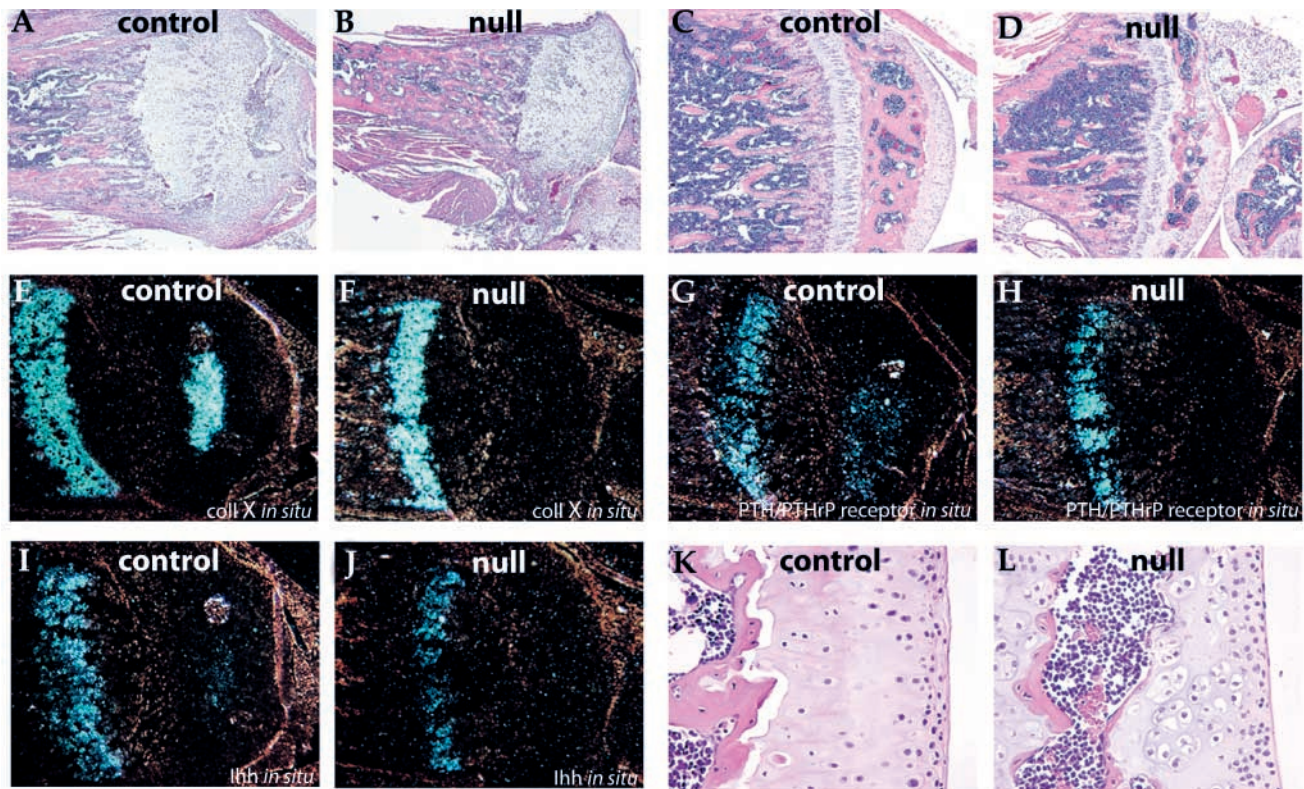 A control
B null
C control
D null
E control
coll X in situ
F null
coll X in situ
G control
PTH/PTHrP receptor in situ
H null
PTH/PTHrP receptor in situ
I control
Ihh in situ
J null
Ihh in situ
K control
L null